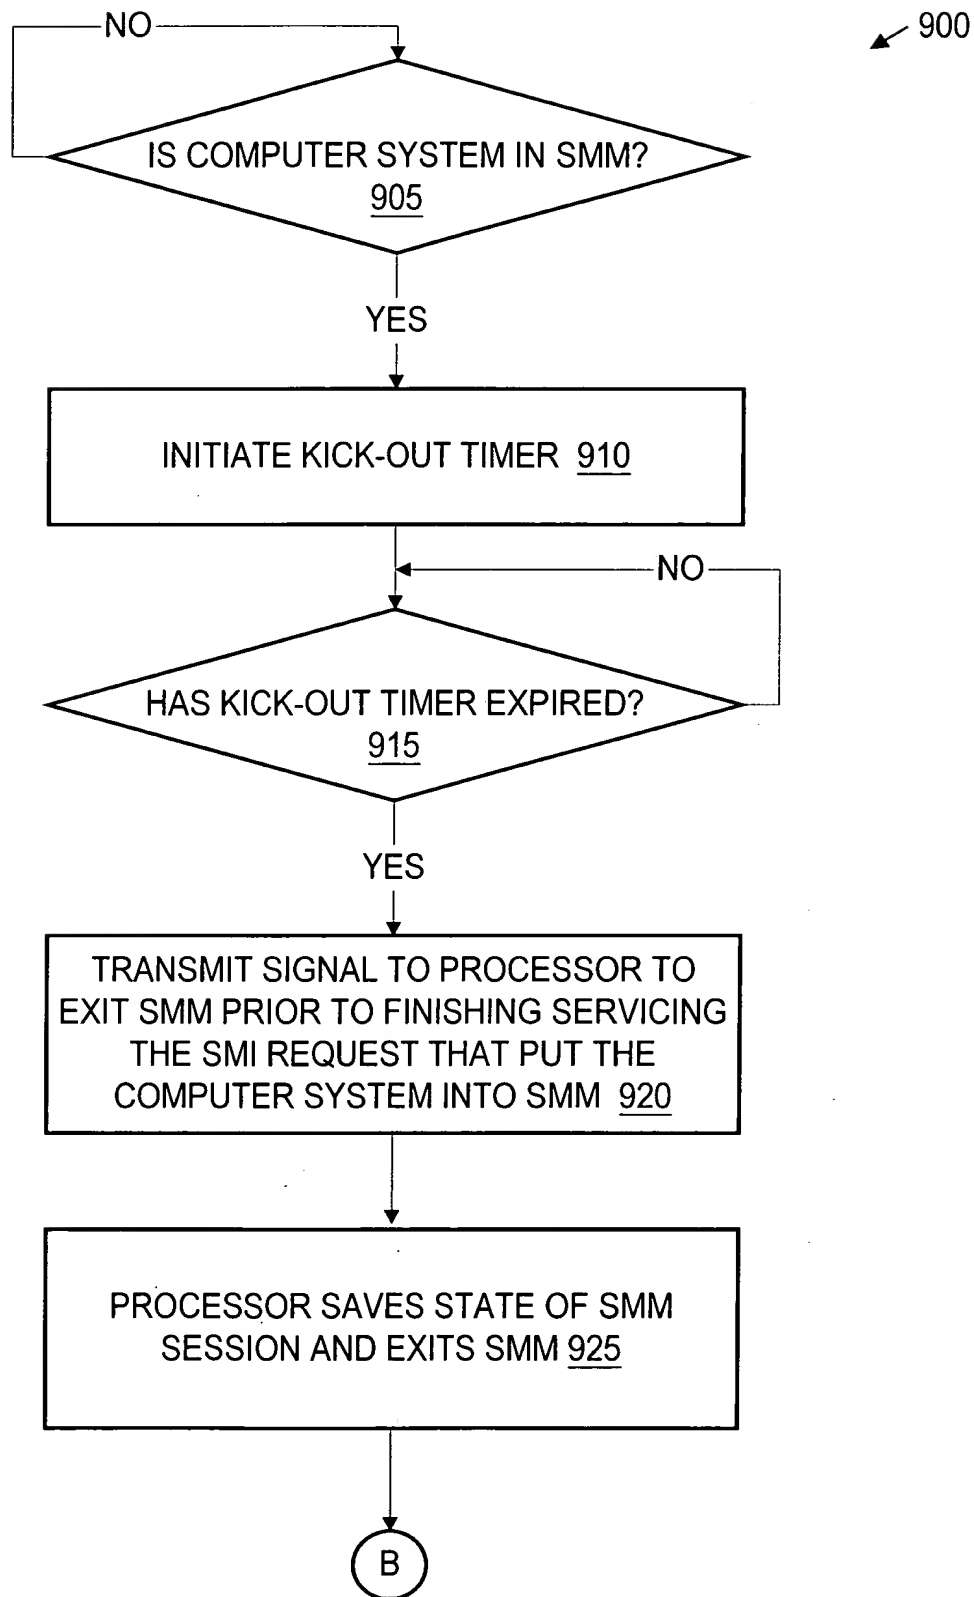 NO
900
IS COMPUTER SYSTEM IN SMM?
905
YES
INITIATE KICK-OUT TIMER 910
NO
HAS KICK-OUT TIMER EXPIRED?
915
YES
TRANSMIT SIGNAL TO PROCESSOR TO
EXIT SMM PRIOR TO FINISHING SERVICING
THE SMI REQUEST THAT PUT THE
COMPUTER SYSTEM INTO SMM 920
PROCESSOR SAVES STATE OF SMM
SESSION AND EXITS SMM 925
B